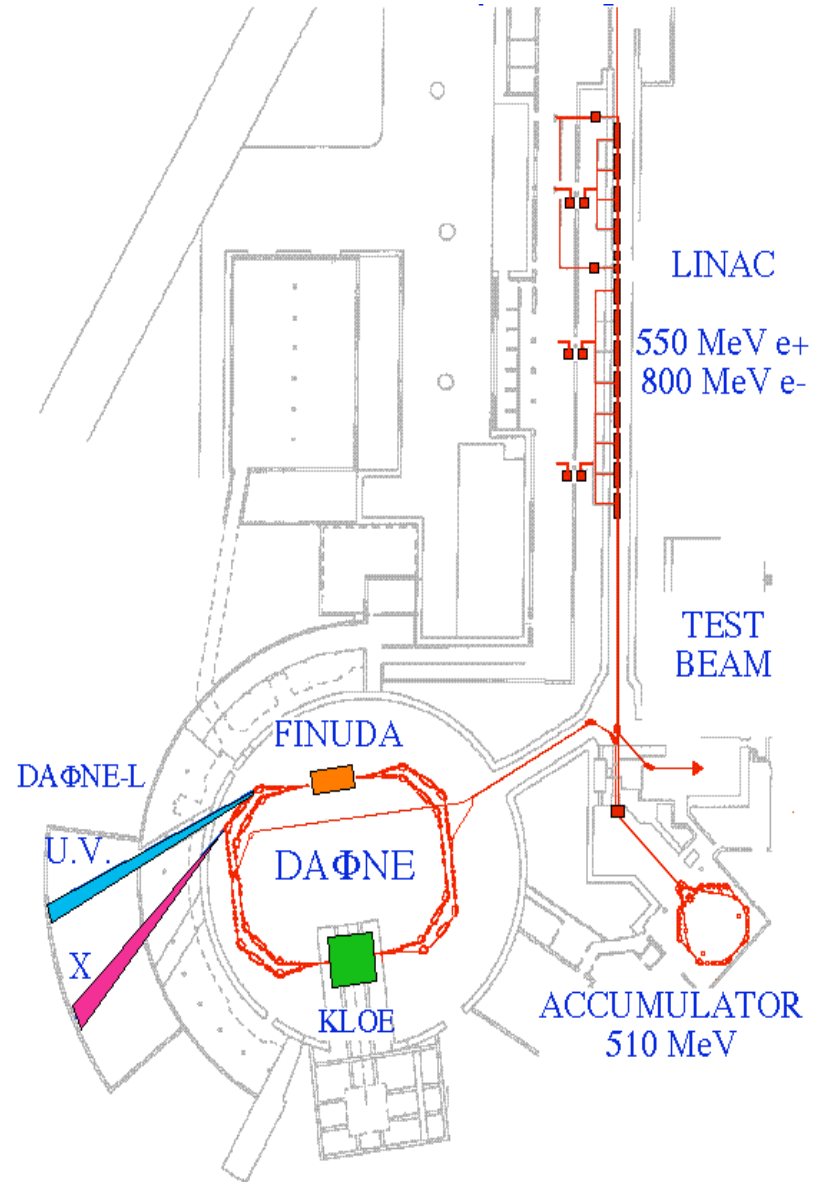 LINAC
550 MeV e+
800 MeV e-
TEST
BEAM
FINUDA
DAΦNE-L
U.V.
DAΦNE
X
KLOE
ACCUMULATOR
510 MeV